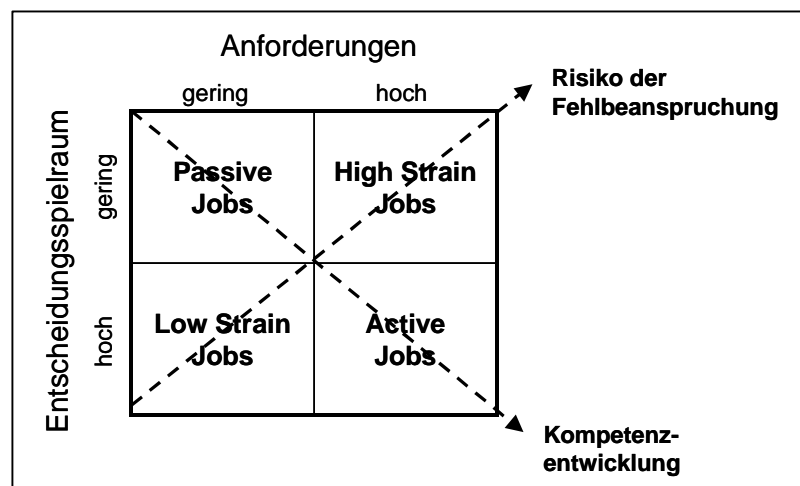 Anforderungen
gering hoch
Risiko der
Fehlbeanspruchung
Entscheidungsspielraum
gering
hoch
Passive
Jobs
High Strain
Jobs
Low Strain
Jobs
Active
Jobs
Kompetenz-
entwicklung